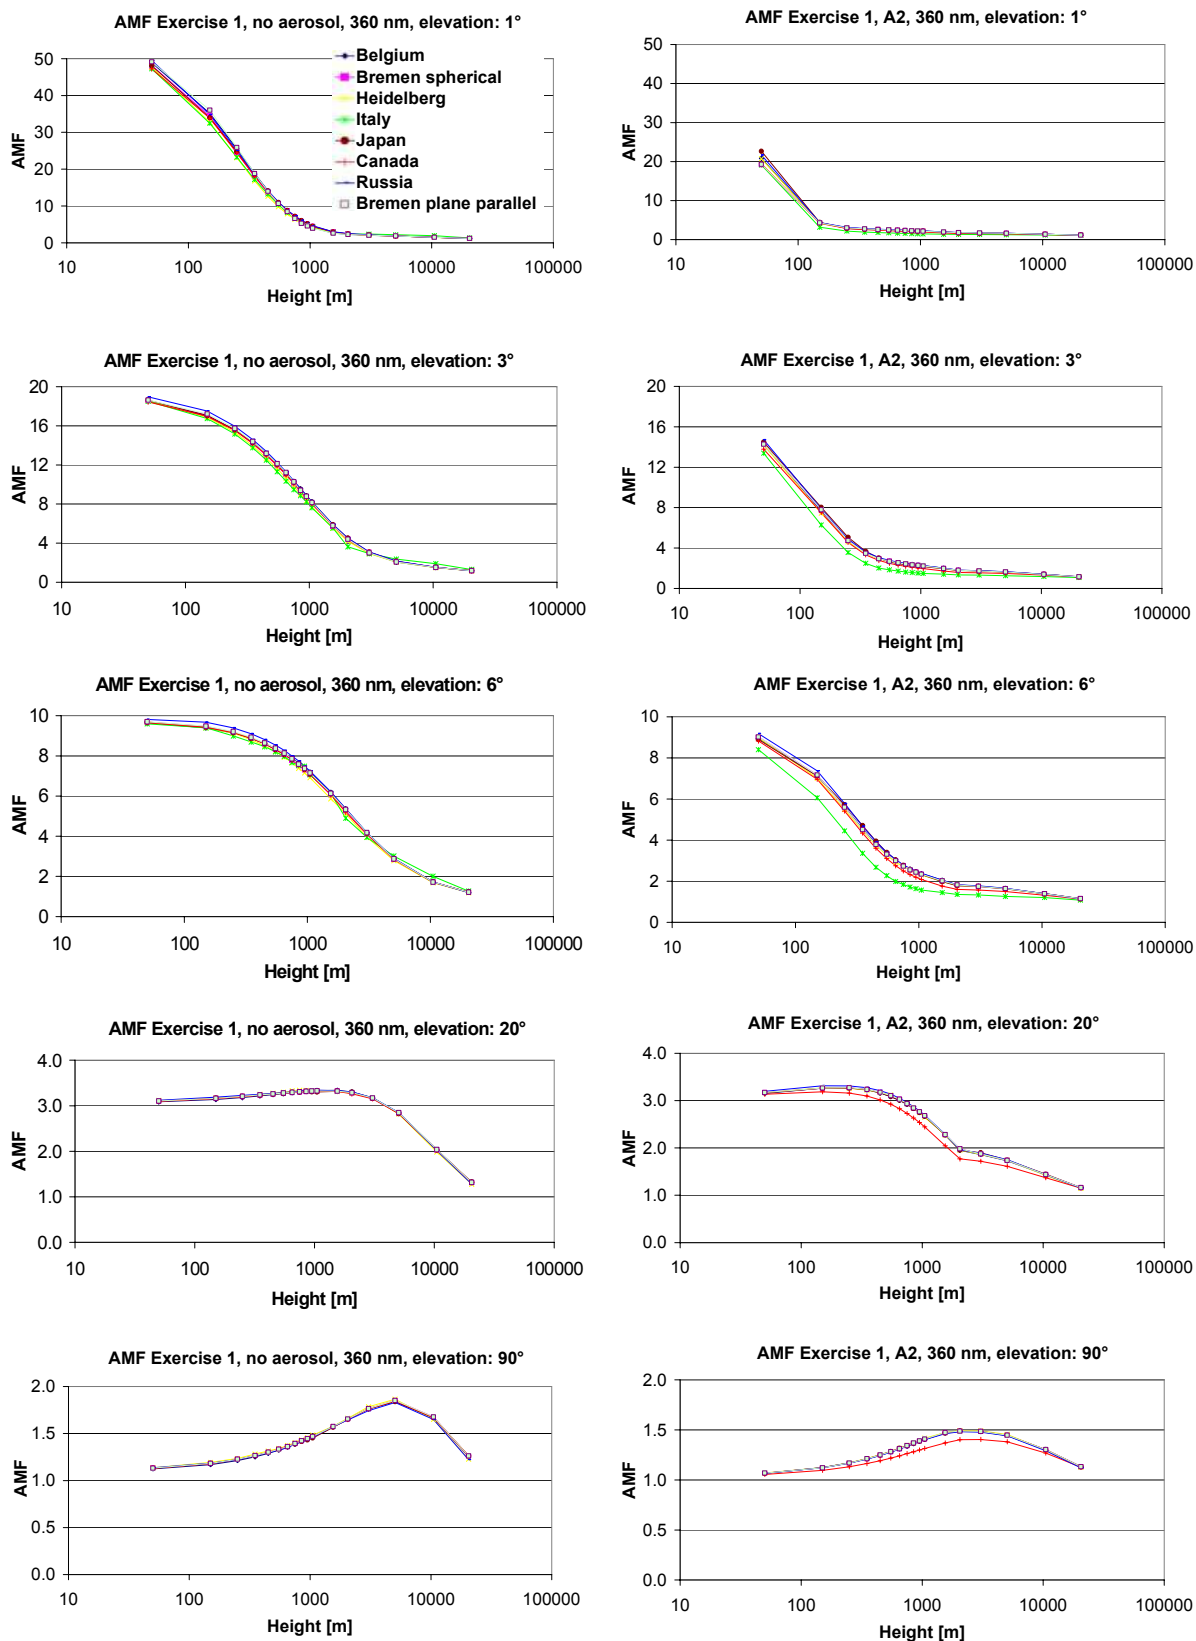 AMF Exercise 1, no aerosol, 360 nm, elevation: 1°
50
40
30
20
10
0
AMF
10 100 1000 10000 100000
Height [m]
Belgium
Bremen spherical
Heidelberg
Italy
Japan
Canada
Russia
Bremen plane parallel
AMF Exercise 1, A2, 360 nm, elevation: 1°
50
40
30
20
10
0
AMF
10 100 1000 10000 100000
Height [m]
AMF Exercise 1, no aerosol, 360 nm, elevation: 3°
20
16
12
8
4
0
AMF
10 100 1000 10000 100000
Height [m]
AMF Exercise 1, A2, 360 nm, elevation: 3°
20
16
12
8
4
0
AMF
10 100 1000 10000 100000
Height [m]
AMF Exercise 1, no aerosol, 360 nm, elevation: 6°
10
8
6
4
2
0
AMF
10 100 1000 10000 100000
Height [m]
AMF Exercise 1, A2, 360 nm, elevation: 6°
10
8
6
4
2
0
AMF
10 100 1000 10000 100000
Height [m]
AMF Exercise 1, no aerosol, 360 nm, elevation: 20°
4.0
3.0
2.0
1.0
0.0
AMF
10 100 1000 10000 100000
Height [m]
AMF Exercise 1, A2, 360 nm, elevation: 20°
4.0
3.0
2.0
1.0
0.0
AMF
10 100 1000 10000 100000
Height [m]
AMF Exercise 1, no aerosol, 360 nm, elevation: 90°
2.0
1.5
1.0
0.5
0.0
AMF
10 100 1000 10000 100000
Height [m]
AMF Exercise 1, A2, 360 nm, elevation: 90°
2.0
1.5
1.0
0.5
0.0
AMF
10 100 1000 10000 100000
Height [m]